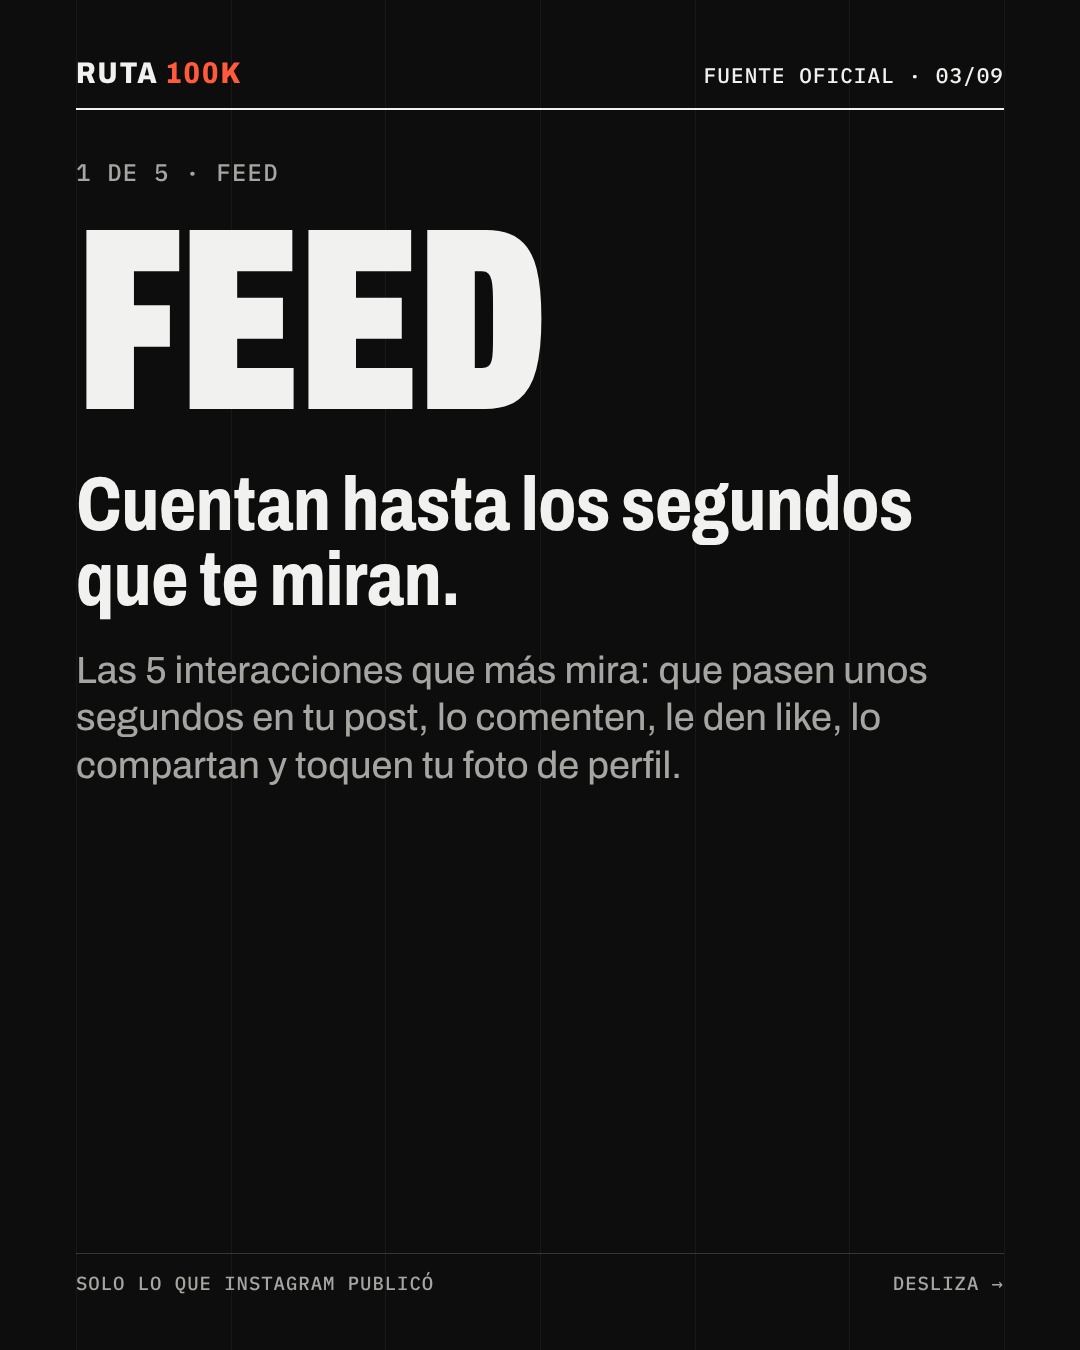 RUTA 100K
FUENTE OFICIAL · 03/09
1 DE 5 · FEED
FEED
Cuentan hasta los segundos
que te miran.
Las 5 interacciones que más mira: que pasen unos
segundos en tu post, lo comenten, le den like, lo
compartan y toquen tu foto de perfil.
SOLO LO QUE INSTAGRAM PUBLICÓ
DESLIZA →